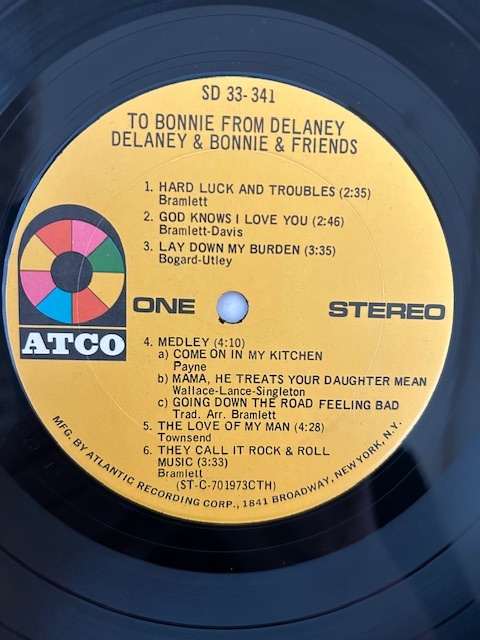 SD 33-341
TO BONNIE FROM DELANEY
DELANEY & BONNIE & FRIENDS
1. HARD LUCK AND TROUBLES (2:35)
Bramlett
2. GOD KNOWS I LOVE YOU (2:46)
Bramlett-Davis
3. LAY DOWN MY BURDEN (3:35)
Bogard-Utley
ATCO
ONE
STEREO
4. MEDLEY (4:10)
a) COME ON IN MY KITCHEN
Payne
b) MAMA, HE TREATS YOUR DAUGHTER MEAN
Wallace-Lance-Singleton
c) GOING DOWN THE ROAD FEELING BAD
Trad. Arr. Bramlett
5. THE LOVE OF MY MAN (4:28)
Townsend
6. THEY CALL IT ROCK & ROLL
MUSIC (3:33)
Bramlett
(ST-C-701973CTH)
MFG. BY ATLANTIC RECORDING CORP., 1841 BROADWAY, NEW YORK, N.Y.